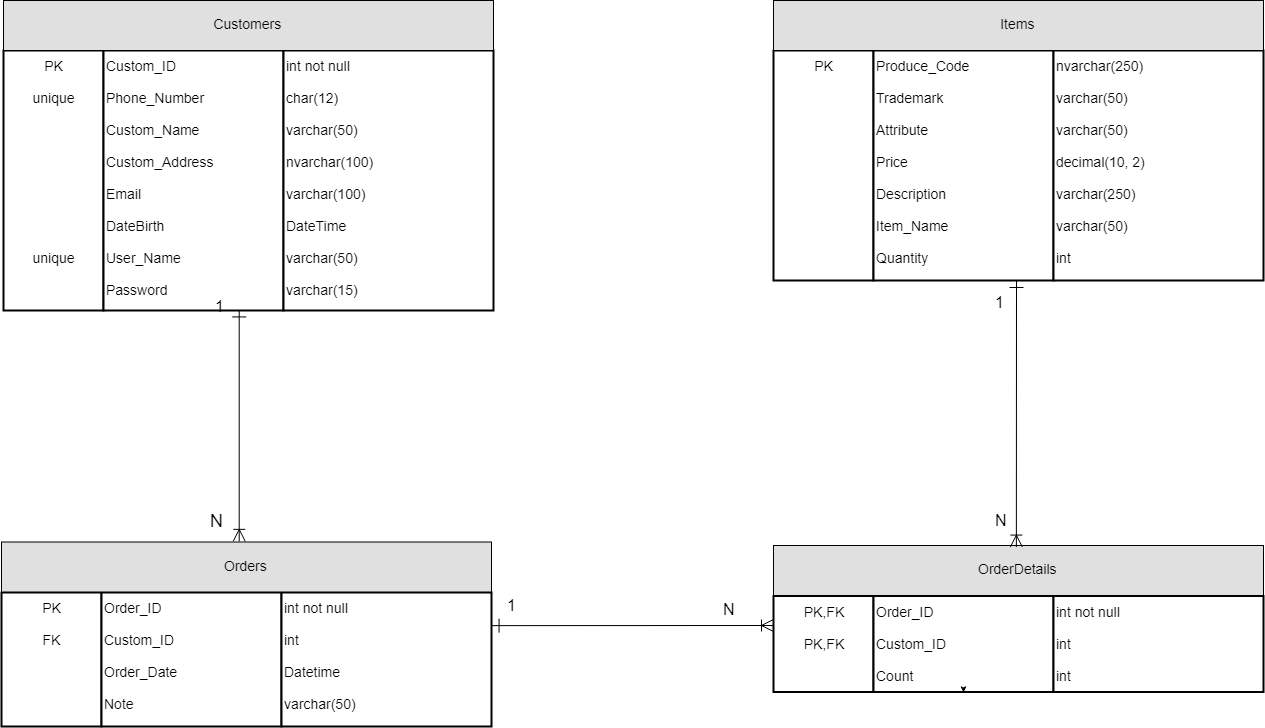 Customers
PK Custom_ID int not null
unique Phone_Number char(12)
Custom_Name varchar(50)
Custom_Address nvarchar(100)
Email varchar(100)
DateBirth DateTime
unique User_Name varchar(50)
Password varchar(15)
Items
PK Produce_Code nvarchar(250)
Trademark varchar(50)
Attribute varchar(50)
Price decimal(10, 2)
Description varchar(250)
Item_Name varchar(50)
Quantity int
1
N
1
N
Orders
PK Order_ID int not null
FK Custom_ID int
Order_Date Datetime
Note varchar(50)
1
N
OrderDetails
PK,FK Order_ID int not null
PK,FK Custom_ID int
Count int